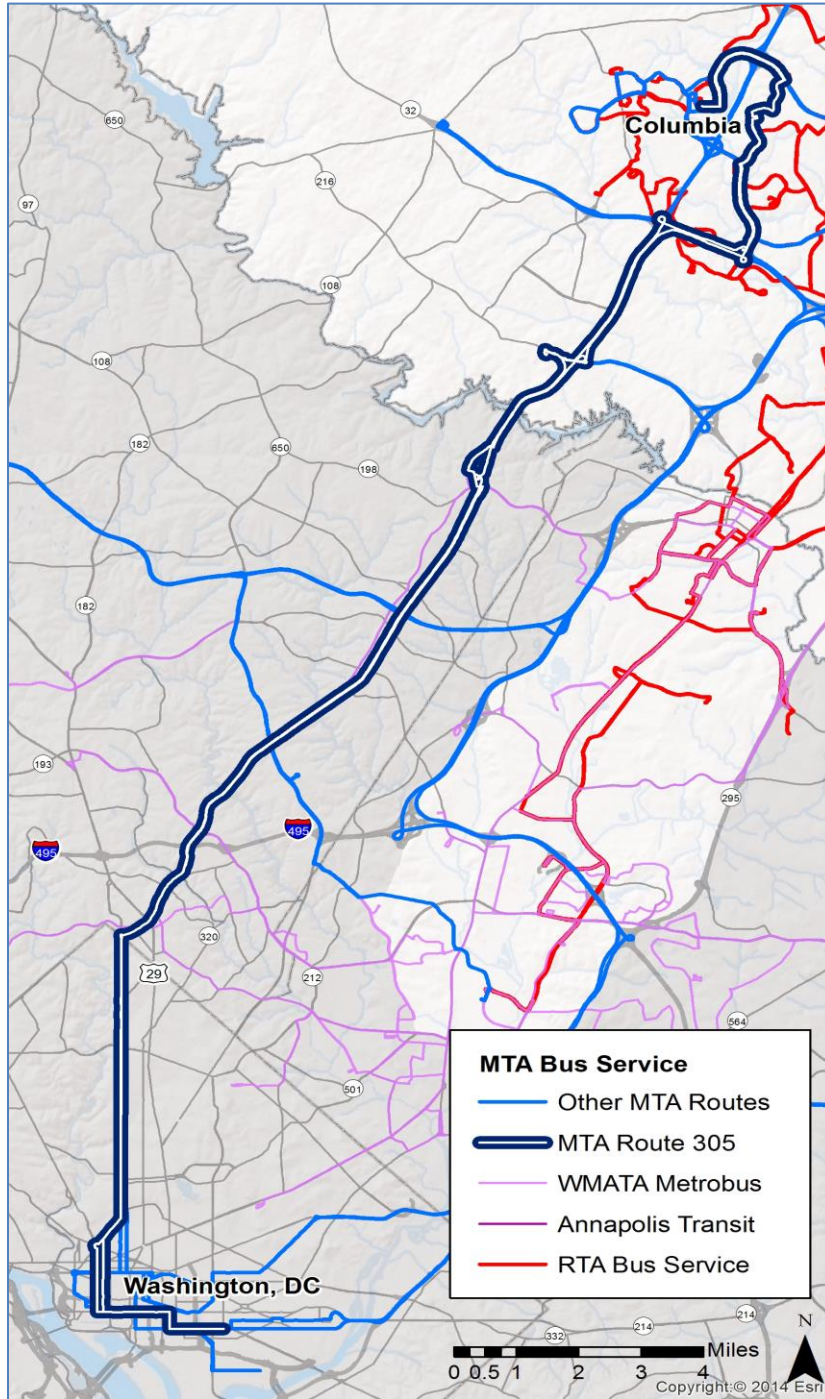 650
32
Columbia
97
216
108
108
182
650
198
182
193
295
495
495
320
29
212
564
501
MTA Bus Service
Other MTA Routes
MTA Route 305
WMATA Metrobus
Annapolis Transit
RTA Bus Service
Washington, DC
N
332
214
214
Miles
0 0.5 1 2 3 4
Copyright:© 2014 Esri